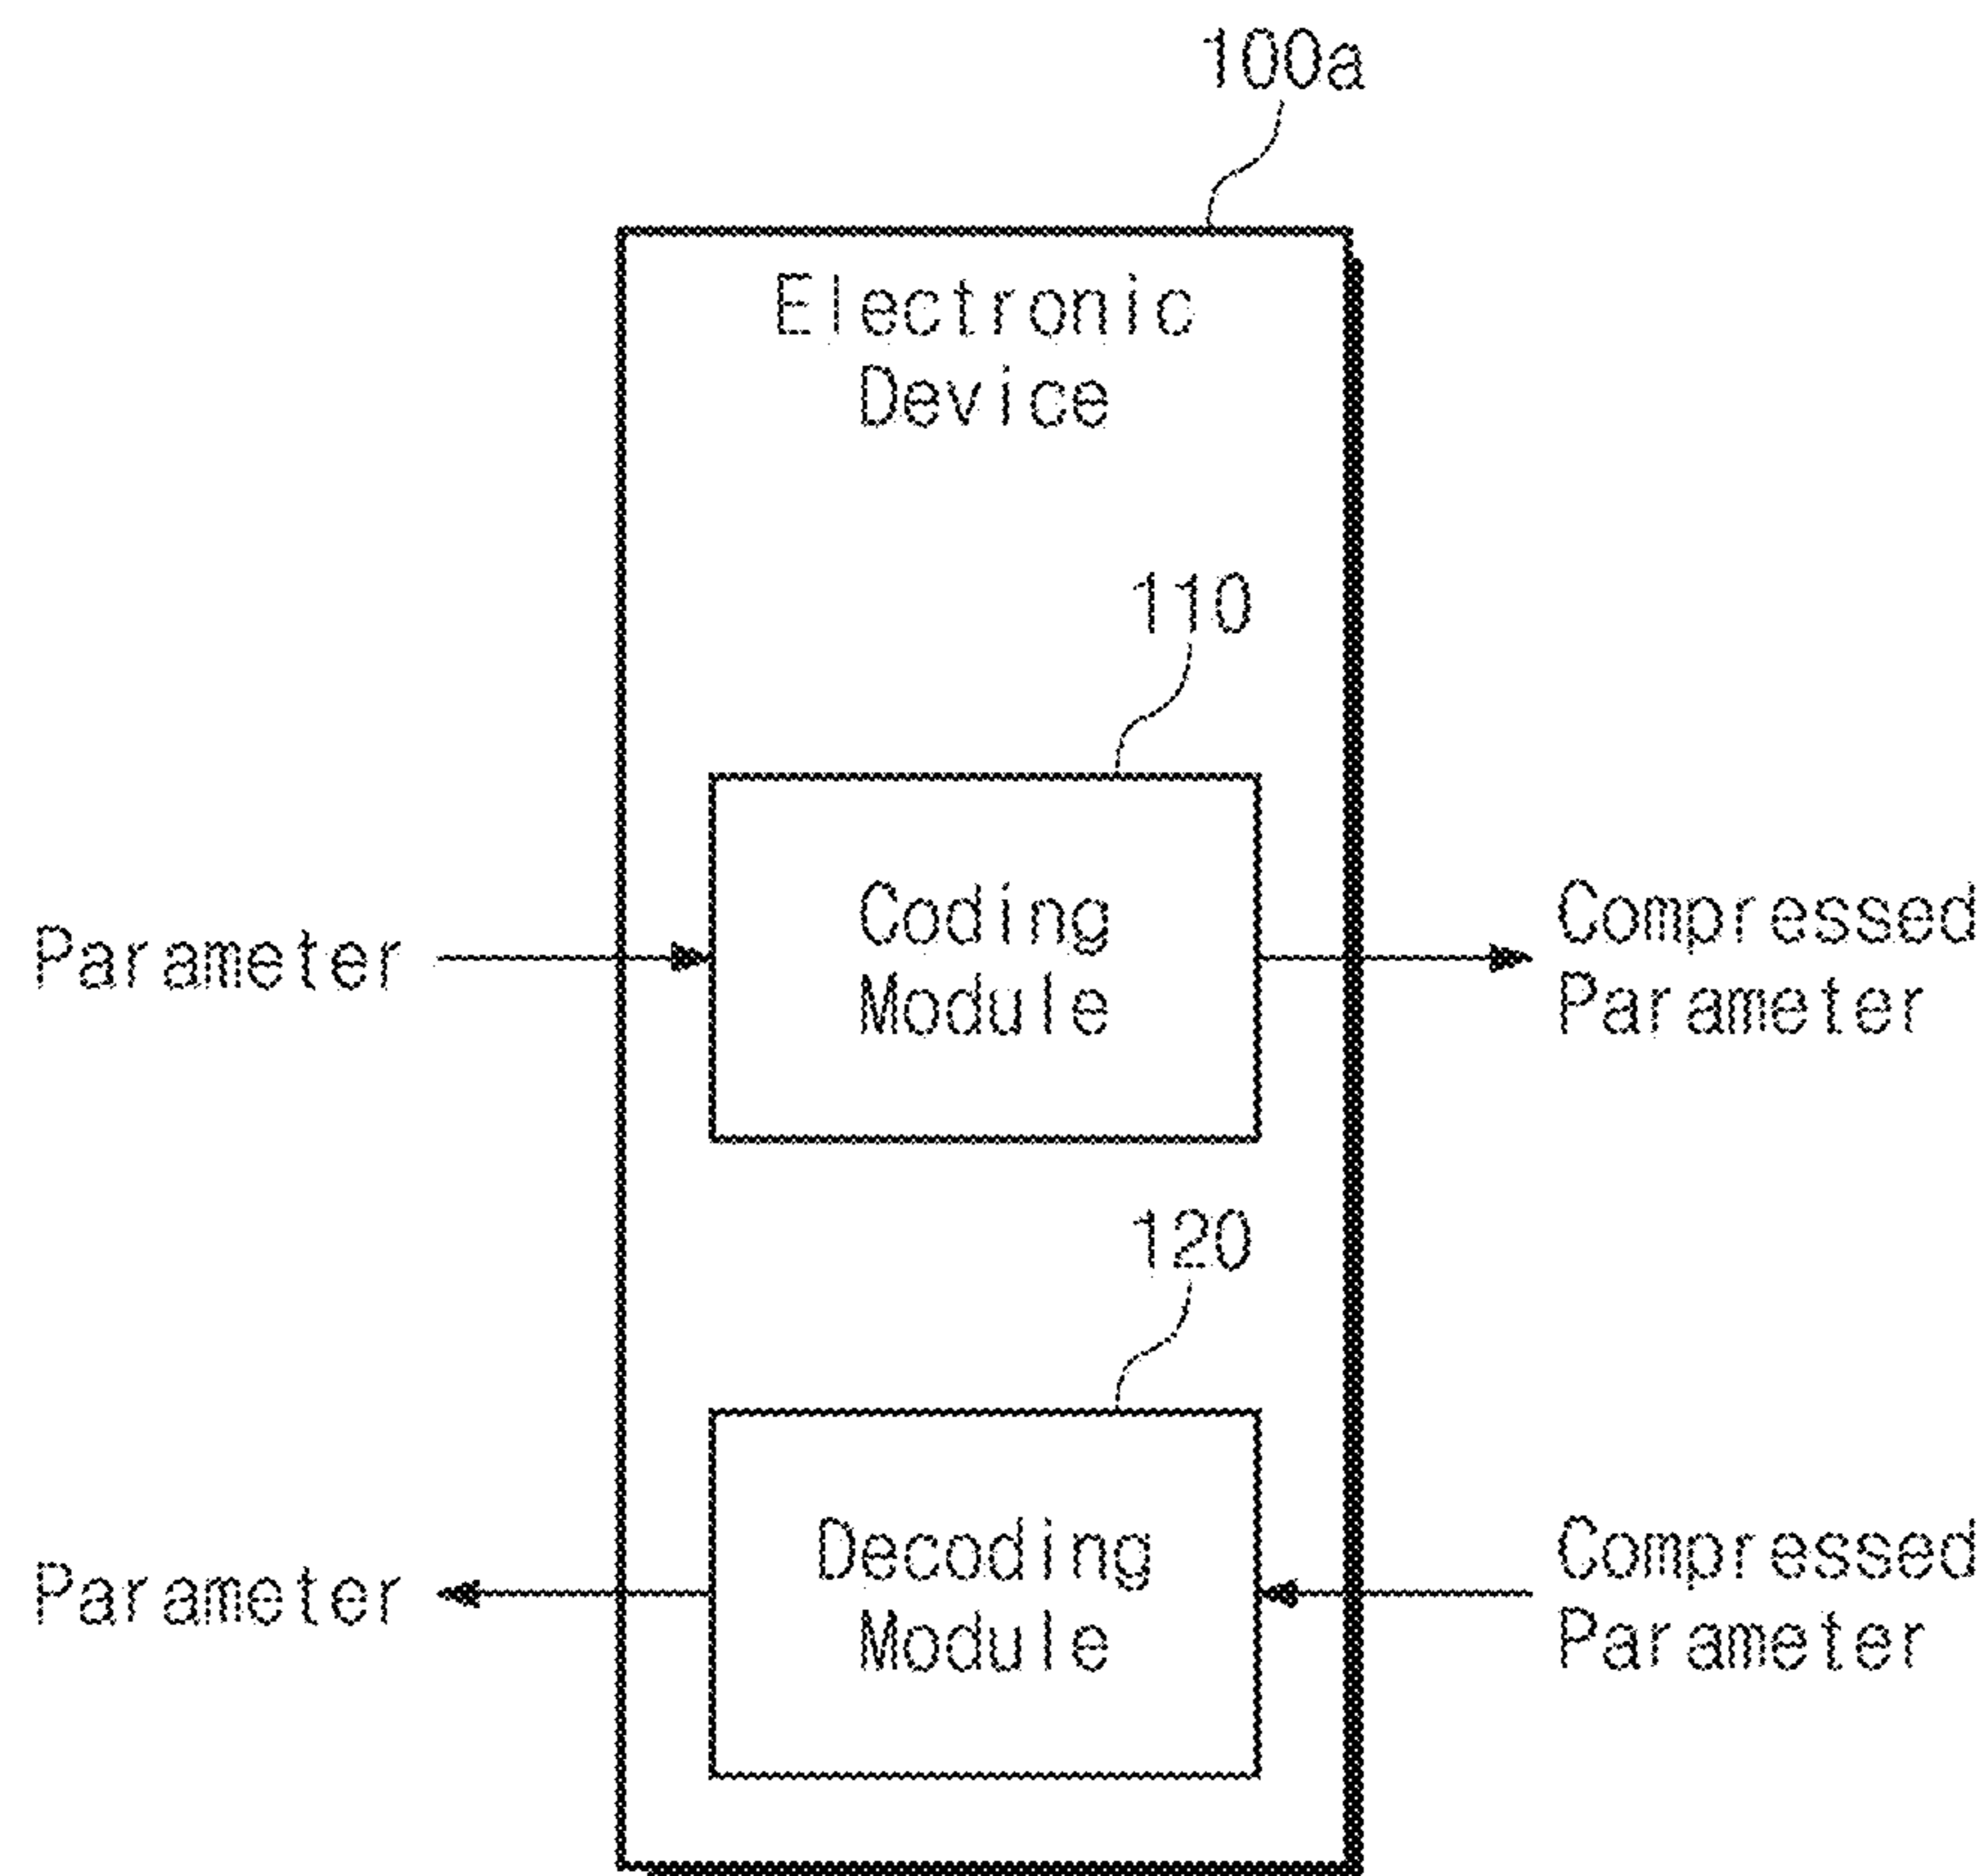 100a
Electronic
Device
110
Parameter
Coding
Module
Compressed
Parameter
120
Parameter
Decoding
Module
Compressed
Parameter